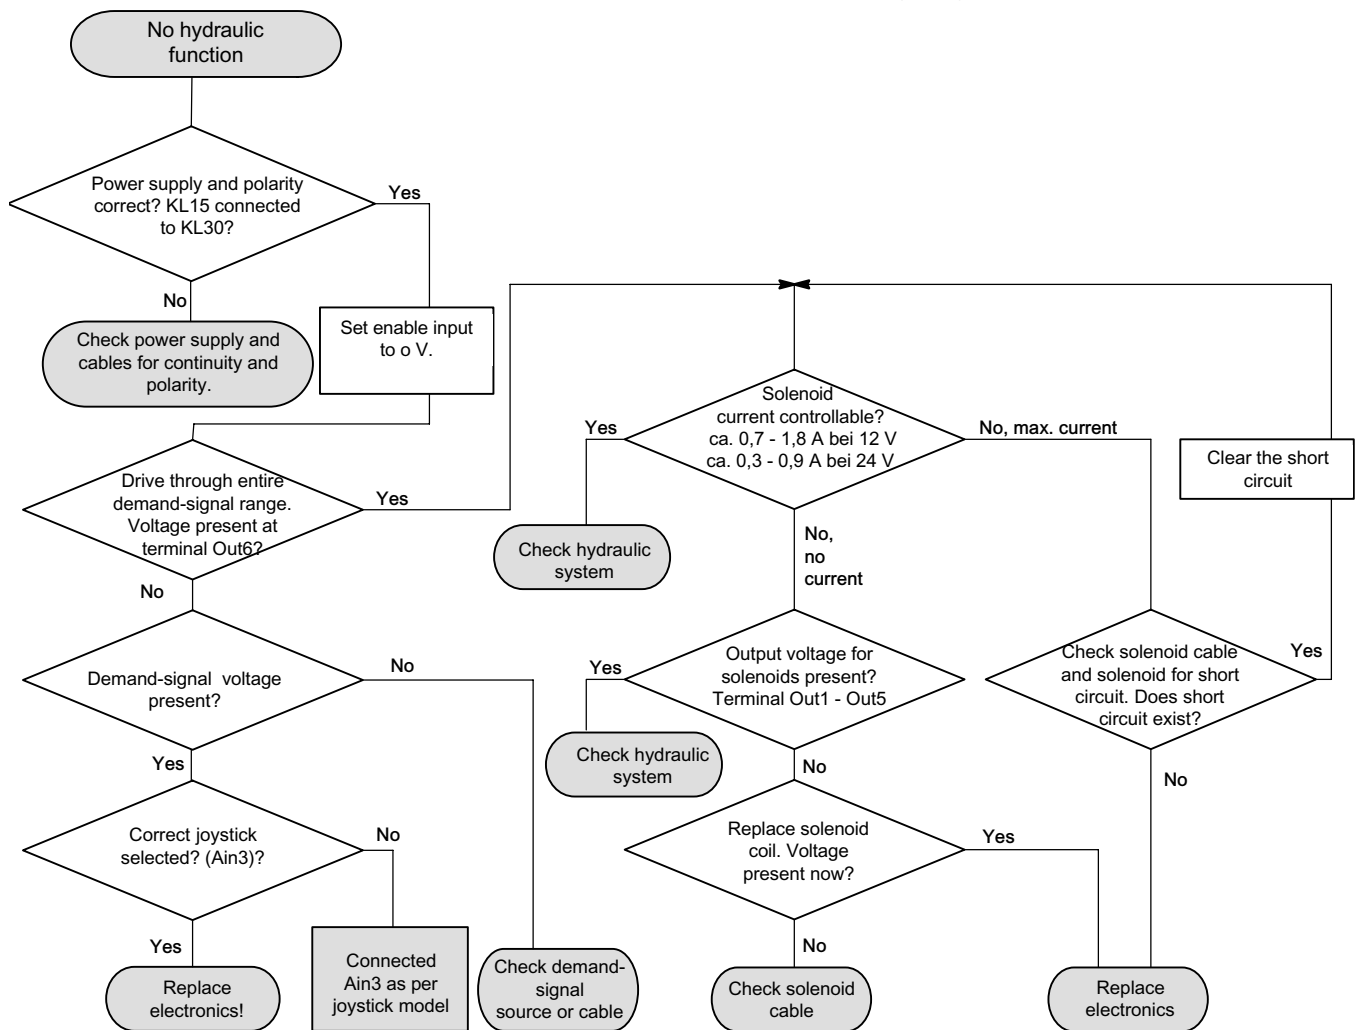 No hydraulic
function
Power supply and polarity
correct? KL15 connected
to KL30?
Yes
No
Check power supply and
cables for continuity and
polarity.
Set enable input
to o V.
Drive through entire
demand-signal range.
Voltage present at
terminal Out6?
Yes
No
Demand-signal voltage
present?
No
Yes
Correct joystick
selected? (Ain3)?
No
Yes
Replace
electronics!
Connected
Ain3 as per
joystick model
Check demand-
signal
source or cable
Solenoid
current controllable?
ca. 0,7 - 1,8 A bei 12 V
ca. 0,3 - 0,9 A bei 24 V
Yes
No, max. current
Check hydraulic
system
No,
no
current
Clear the short
circuit
Output voltage for
solenoids present?
Terminal Out1 - Out5
Yes
Check hydraulic
system
No
Check solenoid cable
and solenoid for short
circuit. Does short
circuit exist?
Yes
No
Replace solenoid
coil. Voltage
present now?
Yes
No
Check solenoid
cable
Replace
electronics